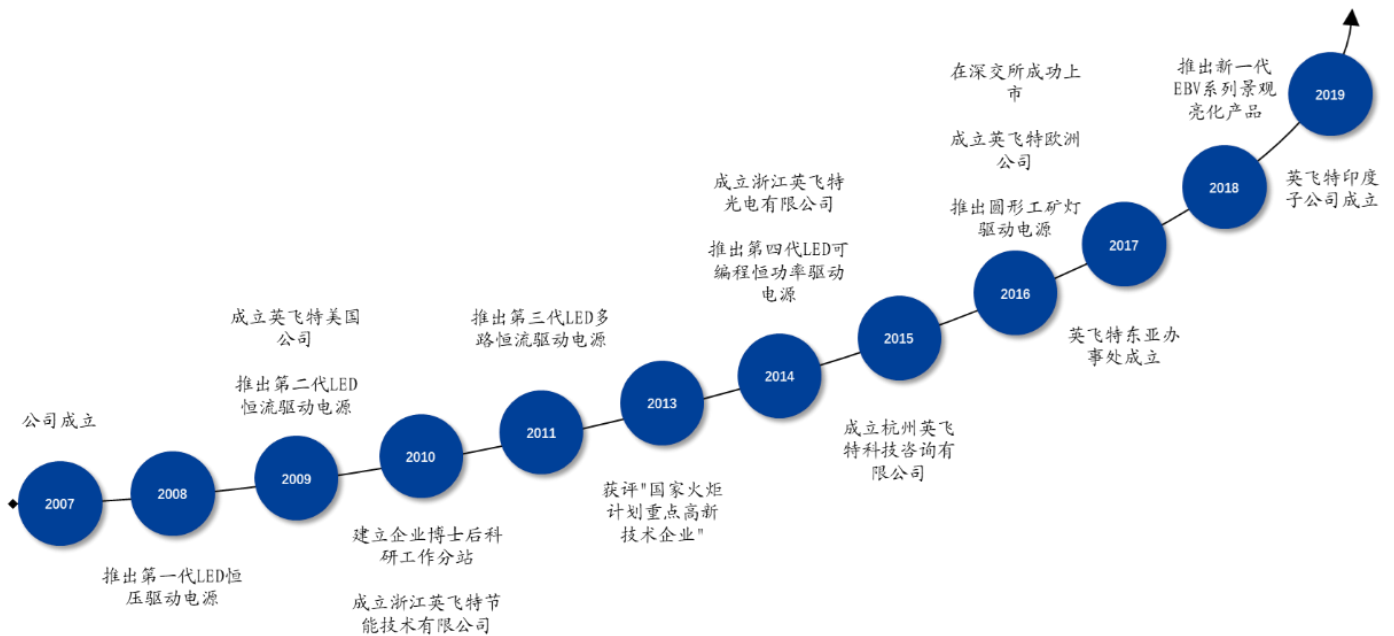 公司成立
2007
2008
推出第一代LED恒
压驱动电源
成立英飞特美国
公司
推出第二代LED
恒流驱动电源
2009
2010
建立企业博士后科
研工作分站
成立浙江英飞特节
能技术有限公司
推出第三代LED多
路恒流驱动电源
2011
2013
获评"国家火炬
计划重点高新
技术企业"
成立浙江英飞特
光电有限公司
推出第四代LED可
编程恒功率驱动
电源
2014
2015
成立杭州英飞
特科技咨询有
限公司
在深交所成功上
市
成立英飞特欧洲
公司
推出圆形工矿灯
驱动电源
2016
2017
英飞特东亚办
事处成立
推出新一代
EBV系列景观
亮化产品
2018
2019
英飞特印度
子公司成立